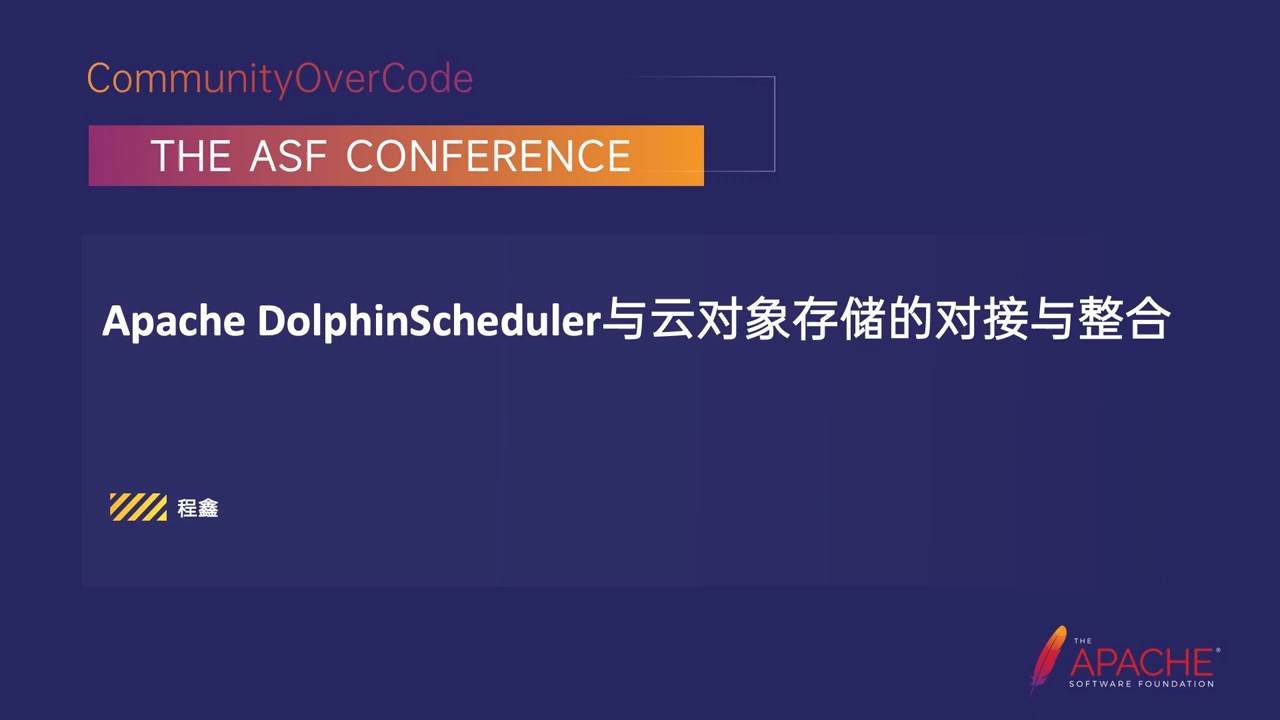 CommunityOverCode
THE ASF CONFERENCE
Apache DolphinScheduler与云对象存储的对接与整合
程鑫
THE
APACHE®
SOFTWARE FOUNDATION